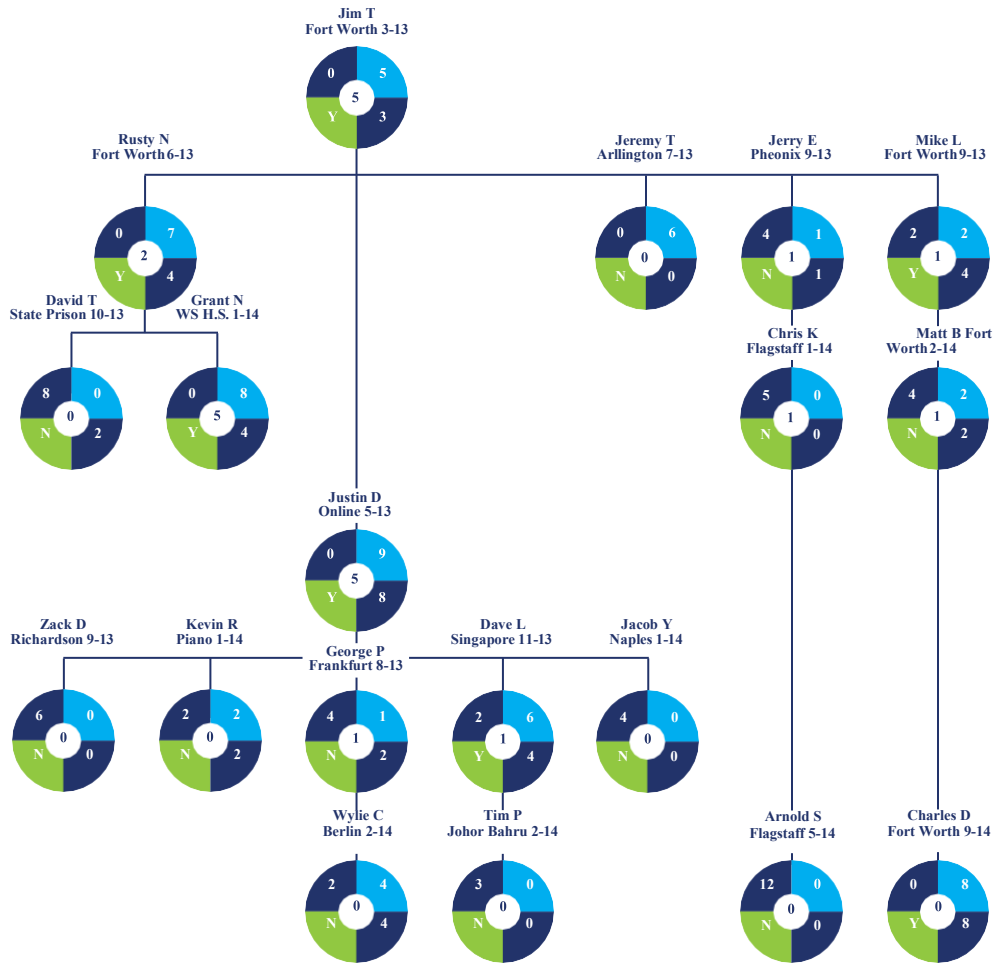 Jim T
Fort Worth 3-13
0 5
5
Y 3
Rusty N
Fort Worth 6-13
Jeremy T
Arllington 7-13
Jerry E
Pheonix 9-13
Mike L
Fort Worth 9-13
0 7
2
Y 4
0 6
0
N 0
4 1
1
N 1
2 2
1
Y 4
David T
State Prison 10-13
Grant N
WS H.S. 1-14
Chris K
Flagstaff 1-14
Matt B Fort
Worth 2-14
8 0
0
N 2
0 8
5
Y 4
5 0
1
N 0
4 2
1
N 2
Justin D
Online 5-13
0 9
5
Y 8
Zack D
Richardson 9-13
Kevin R
Piano 1-14
George P
Frankfurt 8-13
Dave L
Singapore 11-13
Jacob Y
Naples 1-14
6 0
0
N 0
2 2
0
N 2
4 1
1
N 2
2 6
1
Y 4
4 0
0
N 0
Wylie C
Berlin 2-14
Tim P
Johor Bahru 2-14
Arnold S
Flagstaff 5-14
Charles D
Fort Worth 9-14
2 4
0
N 4
3 0
0
N 0
12 0
0
N 0
0 8
0
Y 8